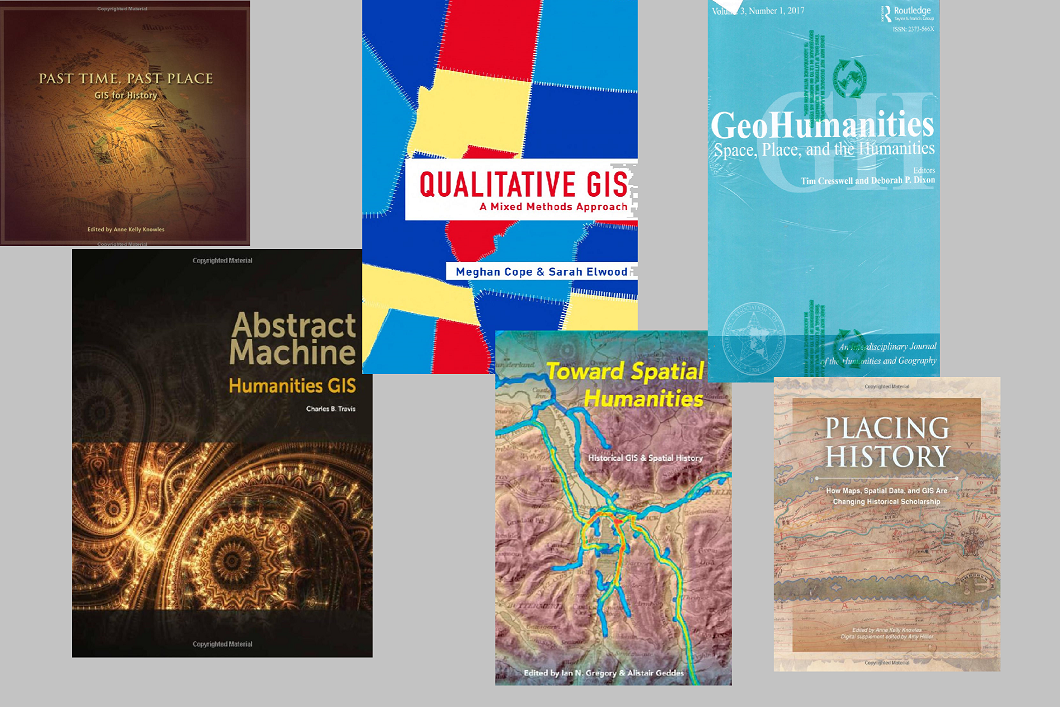 Copyrighted Material
PAST TIME, PAST PLACE
GIS for History
Edited by Anne Kelly Knowles
Copyrighted Material
QUALITATIVE GIS
A Mixed Methods Approach
Meghan Cope & Sarah Elwood
Volume 3, Number 1, 2017
Routledge
Taylor & Francis Group
ISSN: 2373-566X
GeoHumanities
Space, Place, and the Humanities
Editors
Tim Cresswell and Deborah P. Dixon
An Interdisciplinary Journal
of the Humanities and Geography
Copyrighted Material
Abstract
Machine
Humanities GIS
Charles B. Travis
Copyrighted Material
Toward Spatial
Humanities
Historical GIS & Spatial History
Edited by Ian N. Gregory & Alistair Geddes
Copyrighted Material
PLACING
HISTORY
How Maps, Spatial Data, and GIS Are
Changing Historical Scholarship
Edited by Anne Kelly Knowles
Digital supplement edited by Amy Hillier
Copyrighted Material